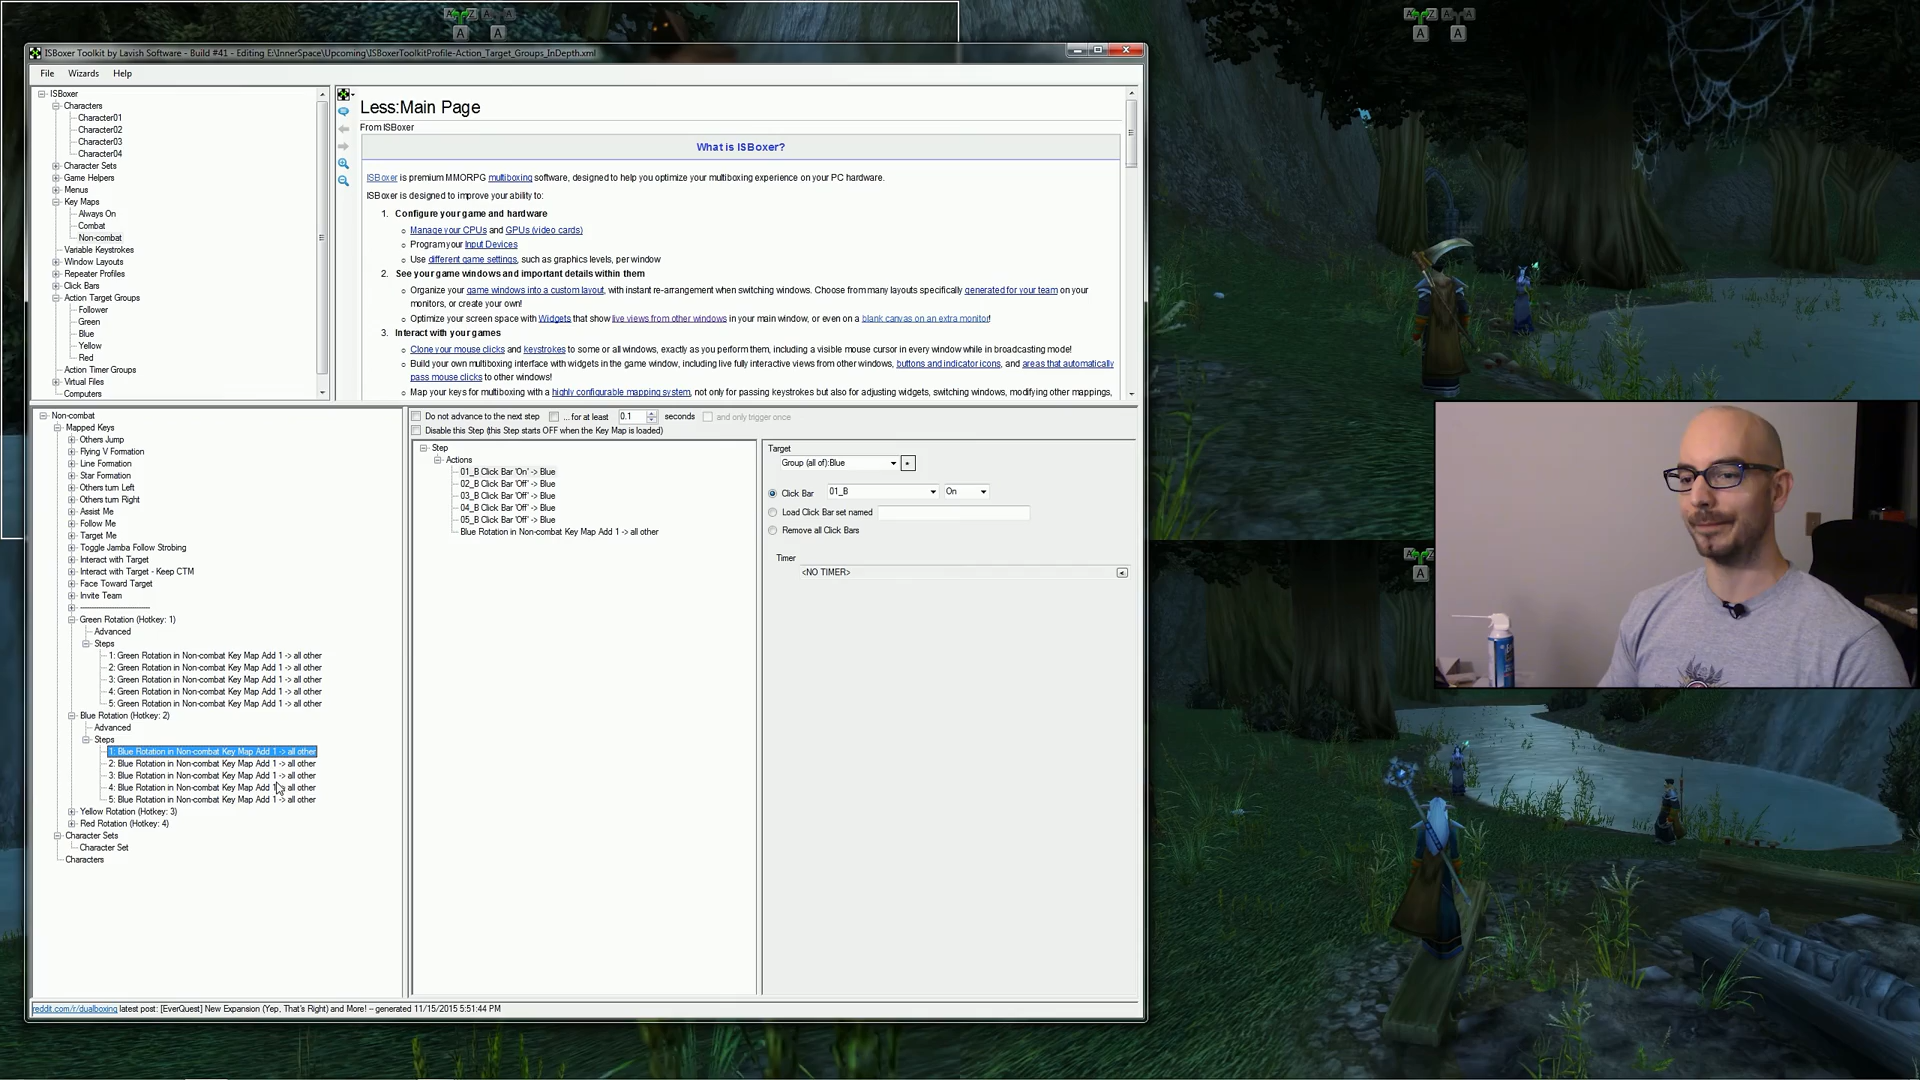 ISBoxer Toolkit by Lavish Software - Build #41 - Editing E:\InnerSpace\Upcoming\ISBoxerToolkitProfile-Action_Target_Groups_InDepth.xml
File Wizards Help
ISBoxer
Characters
Character01
Character02
Character03
Character04
Character Sets
Game Helpers
Menus
Key Maps
Always On
Combat
Non-combat
Variable Keystrokes
Window Layouts
Repeater Profiles
Click Bars
Action Target Groups
Follower
Green
Blue
Yellow
Red
Action Timer Groups
Virtual Files
Computers
Less:Main Page
From ISBoxer
What is ISBoxer?
ISBoxer is premium MMORPG multiboxing software, designed to help you optimize your multiboxing experience on your PC hardware.
ISBoxer is designed to improve your ability to:
1. Configure your game and hardware
Manage your CPUs and GPUs (video cards)
Program your Input Devices
Use different game settings, such as graphics levels, per window
2. See your game windows and important details within them
Organize your game windows into a custom layout, with instant re-arrangement when switching windows. Choose from many layouts specifically generated for your team on your
monitors, or create your own!
Optimize your screen space with Widgets that show live views from other windows in your main window, or even on a blank canvas on an extra monitor!
3. Interact with your games
Clone your mouse clicks and keystrokes to some or all windows, exactly as you perform them, including a visible mouse cursor in every window while in broadcasting mode!
Build your own multiboxing interface with widgets in the game window, including live fully interactive views from other windows, buttons and indicator icons, and areas that automatically
pass mouse clicks to other windows!
Map your keys for multiboxing with a highly configurable mapping system, not only for passing keystrokes but also for adjusting widgets, switching windows, modifying other mappings,
Non-combat
Mapped Keys
Others Jump
Flying V Formation
Line Formation
Star Formation
Others turn Left
Others turn Right
Assist Me
Follow Me
Target Me
Toggle Jamba Follow Strobing
Interact with Target
Interact with Target - Keep CTM
Face Toward Target
Invite Team
--------------------
Green Rotation (Hotkey: 1)
Advanced
Steps
1: Green Rotation in Non-combat Key Map Add 1 -> all other
2: Green Rotation in Non-combat Key Map Add 1 -> all other
3: Green Rotation in Non-combat Key Map Add 1 -> all other
4: Green Rotation in Non-combat Key Map Add 1 -> all other
5: Green Rotation in Non-combat Key Map Add 1 -> all other
Blue Rotation (Hotkey: 2)
Advanced
Steps
1: Blue Rotation in Non-combat Key Map Add 1 -> all other
2: Blue Rotation in Non-combat Key Map Add 1 -> all other
3: Blue Rotation in Non-combat Key Map Add 1 -> all other
4: Blue Rotation in Non-combat Key Map Add 1 -> all other
5: Blue Rotation in Non-combat Key Map Add 1 -> all other
Yellow Rotation (Hotkey: 3)
Red Rotation (Hotkey: 4)
Character Sets
Character Set
Characters
Do not advance to the next step ... for at least 0.1 seconds and only trigger once
Disable this Step (this Step starts OFF when the Key Map is loaded)
Step
Actions
01_B Click Bar 'On' -> Blue
02_B Click Bar 'Off' -> Blue
03_B Click Bar 'Off' -> Blue
04_B Click Bar 'Off' -> Blue
05_B Click Bar 'Off' -> Blue
Blue Rotation in Non-combat Key Map Add 1 -> all other
Target
Group (all of):Blue
Click Bar 01_B On
Load Click Bar set named
Remove all Click Bars
Timer
<NO TIMER> <
reddit.com/r/dualboxing latest post: [EverQuest] New Expansion (Yep, That's Right) and More! -- generated 11/15/2015 5:51:44 PM
A A
A A
A